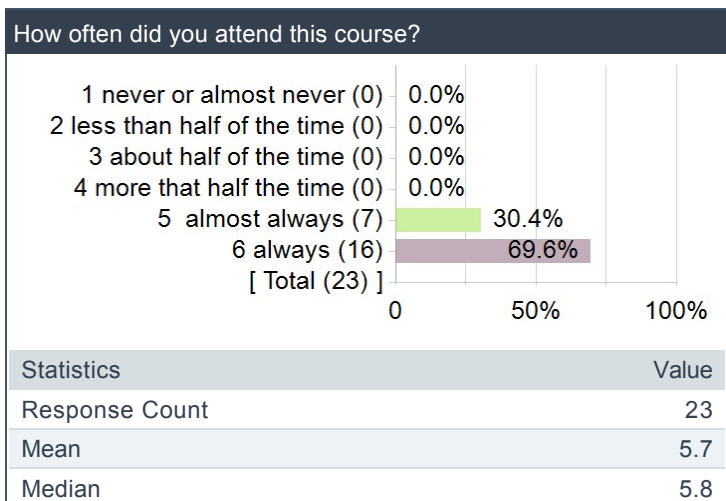 How often did you attend this course?
1 never or almost never (0) 0.0%
2 less than half of the time (0) 0.0%
3 about half of the time (0) 0.0%
4 more that half the time (0) 0.0%
5 almost always (7) 30.4%
6 always (16) 69.6%
[ Total (23) ]
0 50% 100%
Statistics Value
Response Count 23
Mean 5.7
Median 5.8